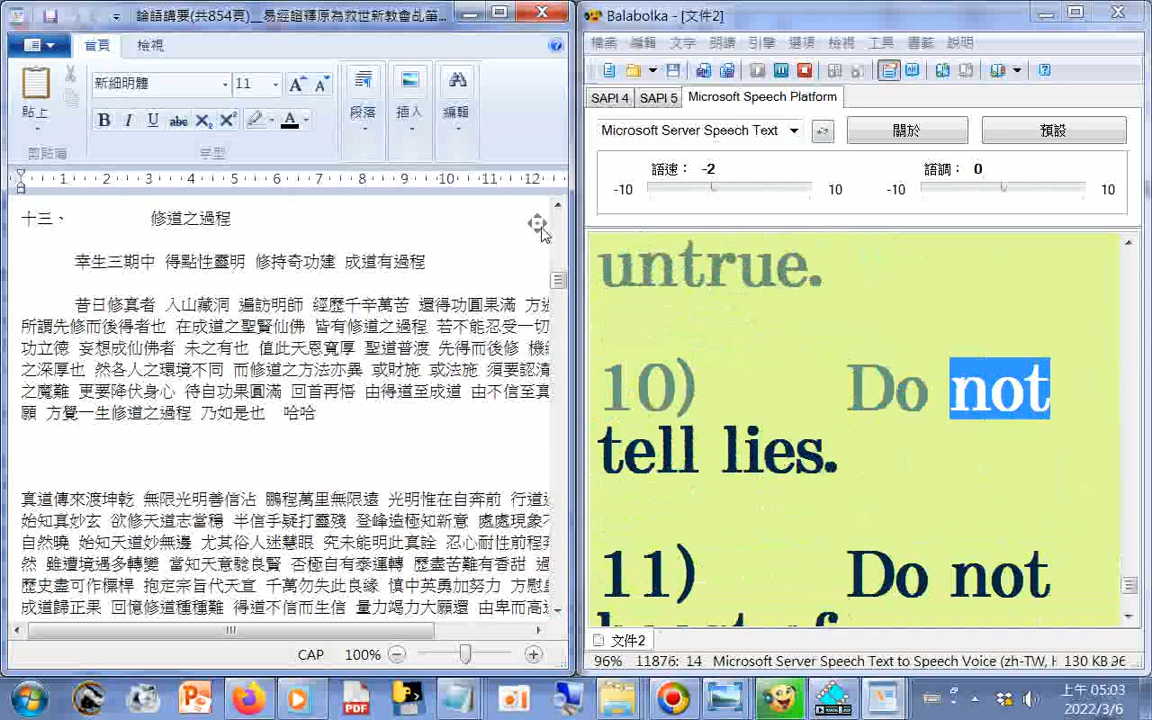 論語講要(共854頁)__易經證釋原為救世新教會乩筆...
首頁
檢視
貼上
剪貼簿
新細明體
11
字型
段落
插入
編輯
1 2 3 4 5 6 7 8 9 10 11 12
十三、 修道之過程
幸生三期中 得點性靈明 修持奇功建 成道有過程
昔日修真者 入山藏洞 遍訪明師 經歷千辛萬苦 還得功圓果滿 方
所謂先修而後得者也 在成道之聖賢仙佛 皆有修道之過程 若不能忍受一切
功立德 妄想成仙佛者 未之有也 值此天恩寬厚 聖道普渡 先得而後修 機
之深厚也 然各人之環境不同 而修道之方法亦異 或財施 或法施 須要認清
之魔難 更要降伏身心 待自功果圓滿 回首再悟 由得道至成道 由不信至真
願 方覺一生修道之過程 乃如是也 哈哈
真道傳來渡坤乾 無限光明善信沾 鵬程萬里無限遠 光明惟在自奔前 行道
始知真妙玄 欲修天道志當穩 半信半疑打靈殘 登峰造極知新意 處處現象
自然曉 始知天道妙無邊 尤其俗人迷慧眼 究未能明此真詮 忍心耐性前程
然 雖遭境遇多轉變 當知天意騐良賢 否極自有泰運轉 歷盡苦難有香甜 過
歷史盡可作標桿 抱定宗旨代天宣 千萬勿失此良緣 慎中英勇加努力 方慰
成道歸正果 回憶修道種種難 得道不信而生信 量力竭力大願還 由卑而高
CAP 100%
Balabolka - [文件2]
檔案 編輯 文字 朗讀 引擎 選項 檢視 工具 書籤 說明
SAPI 4 SAPI 5 Microsoft Speech Platform
Microsoft Server Speech Text
關於
預設
語速： -2
-10 10
語調： 0
-10 10
untrue.
10) Do not
tell lies.
11) Do not
boast of
文件2
96% 11876: 14 Microsoft Server Speech Text to Speech Voice (zh-TW, H 130 KB 96
PDF
上午 05:03
2022/3/6